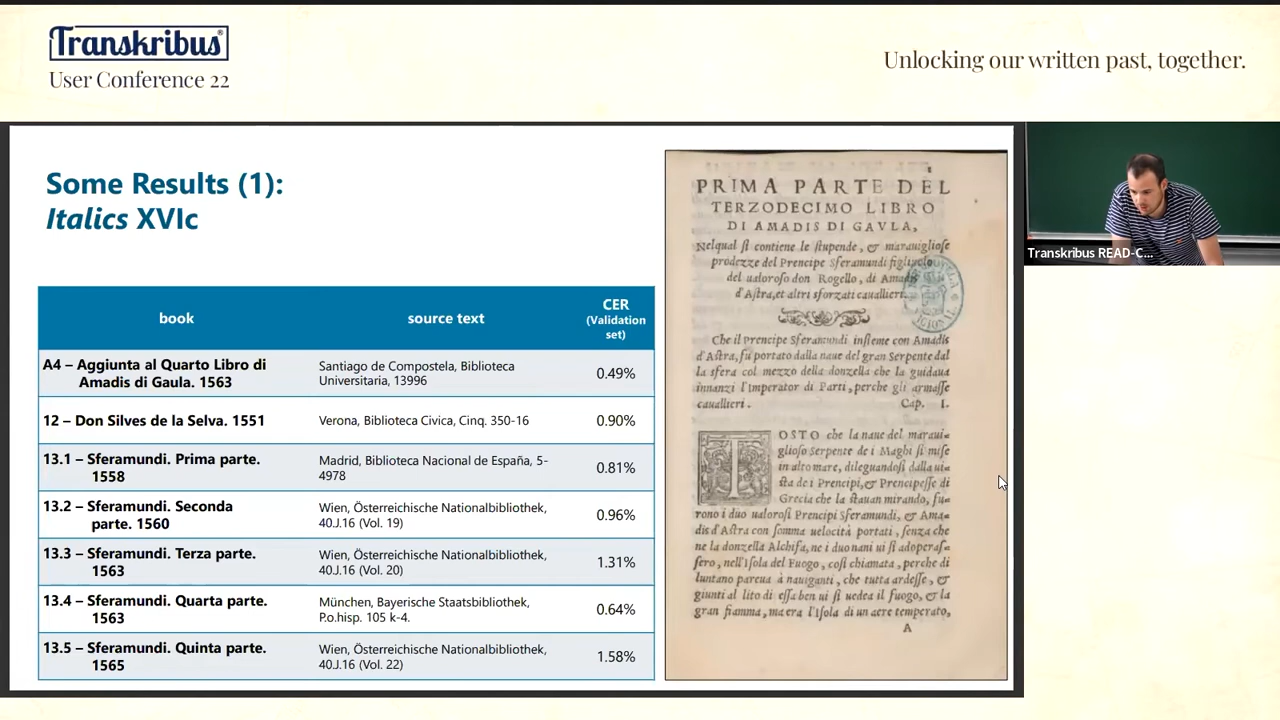 Transkribus®
User Conference 22
Unlocking our written past, together.
Some Results (1):
Italics XVIc
book source text CER
(Validation
set)
A4 – Aggiunta al Quarto Libro di
Amadis di Gaula. 1563
Santiago de Compostela, Biblioteca
Universitaria, 13996
0.49%
12 – Don Silves de la Selva. 1551
Verona, Biblioteca Civica, Cinq. 350-16
0.90%
13.1 – Sferamundi. Prima parte.
1558
Madrid, Biblioteca Nacional de España, 5-
4978
0.81%
13.2 – Sferamundi. Seconda
parte. 1560
Wien, Österreichische Nationalbibliothek,
40.J.16 (Vol. 19)
0.96%
13.3 – Sferamundi. Terza parte.
1563
Wien, Österreichische Nationalbibliothek,
40.J.16 (Vol. 20)
1.31%
13.4 – Sferamundi. Quarta parte.
1563
München, Bayerische Staatsbibliothek,
P.o.hisp. 105 k-4.
0.64%
13.5 – Sferamundi. Quinta parte.
1565
Wien, Österreichische Nationalbibliothek,
40.J.16 (Vol. 22)
1.58%
PRIMA PARTE DEL
TERZODECIMO LIBRO
DI AMADIS DI GAVLA,
Nelqual ſi contiene le ſtupende, & marauiglioſe
prodezze del Prencipe Sferamundi figliuolo
del ualoroſo don Rogello, di Amadis
d'Aſtra, et altri sforzati cauallieri.
Che il Prencipe Sferamundi inſieme con Amadis
d'Aſtra, fu portato dalla naue del gran Serpente dal
la sfera col mezzo della donzella che la guidaua
innanzi l'Imperator di Parti, perche gli armaſſe
cauallieri. Cap. I.
TOSTO che la naue del maraui=
glioſo Serpente de i Maghi ſi miſe
in alto mare, dileguandoſi dalla ui=
ſta de i Principi, & Prencipeſſe di
Grecia che la ſtauan mirando, fu=
rono i duo ualoroſi Prencipi Sferamundi, & Ama=
dis d'Aſtra con ſomma uelocità portati, ſenza che
ne la donzella Alchifa, ne i duo nani ui ſi adoperaſ=
ſero, nell'Iſola del Fuogo, coſi chiamata, perche di
luntano pareua à nauiganti, che tutta ardeſſe, &
giunti al lito di eſſa ben ui ſi uedea il fuogo, & la
gran fiamma, ma era l'Iſola di un aere temperato,
A
Transkribus READ-C...